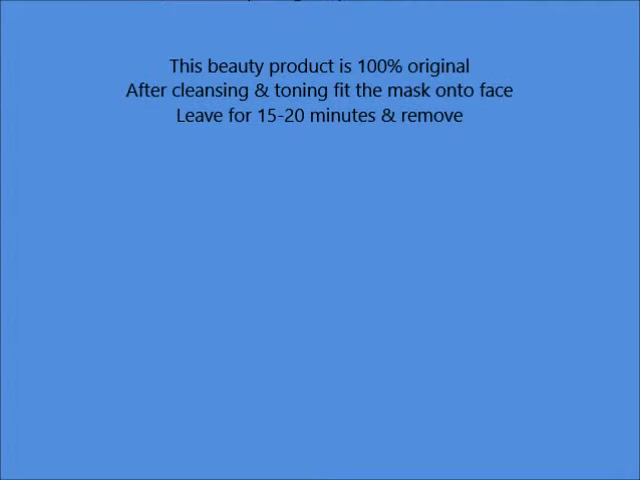 This beauty product is 100% original
After cleansing & toning fit the mask onto face
Leave for 15-20 minutes & remove